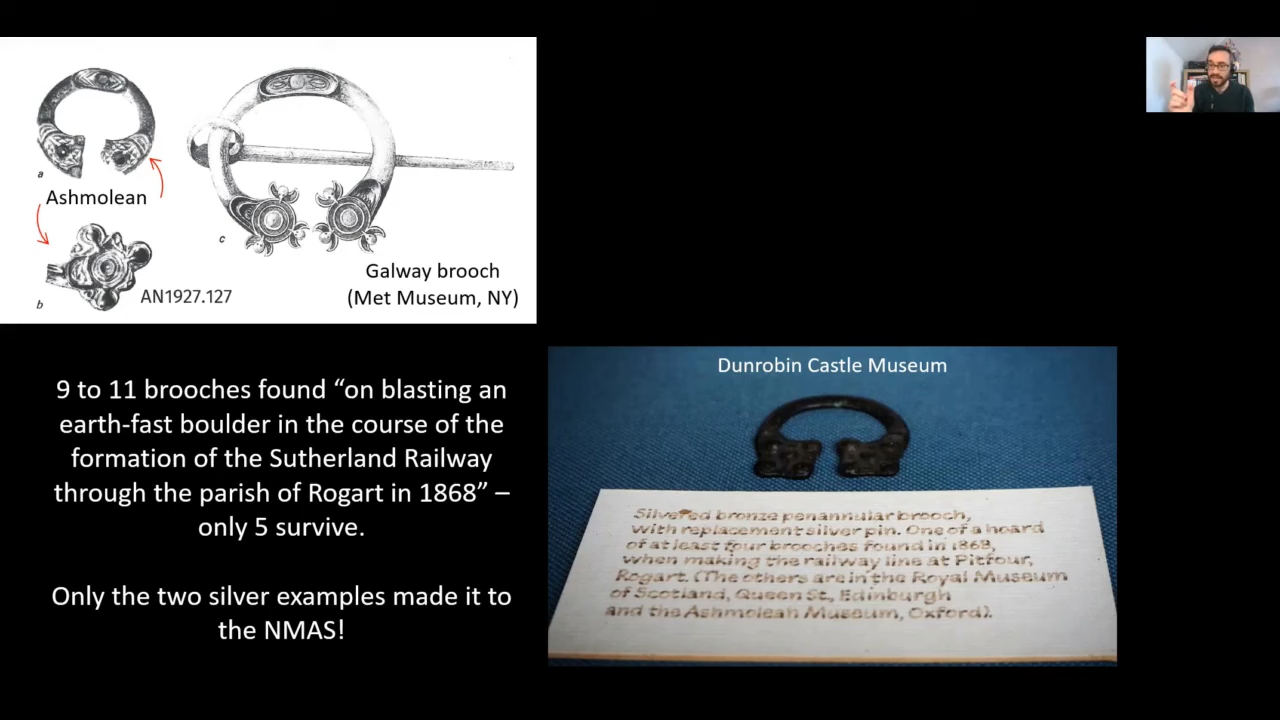 a
Ashmolean
b
AN1927.127
c
Galway brooch
(Met Museum, NY)
9 to 11 brooches found “on blasting an
earth-fast boulder in the course of the
formation of the Sutherland Railway
through the parish of Rogart in 1868” –
only 5 survive.
Only the two silver examples made it to
the NMAS!
Dunrobin Castle Museum
Silvered bronze penannular brooch,
with replacement silver pin. One of a hoard
of at least four brooches found in 1868,
when making the railway line at Pitfour,
Rogart. (The others are in the Royal Museum
of Scotland, Queen St., Edinburgh
and the Ashmoleah Museum, Oxford).